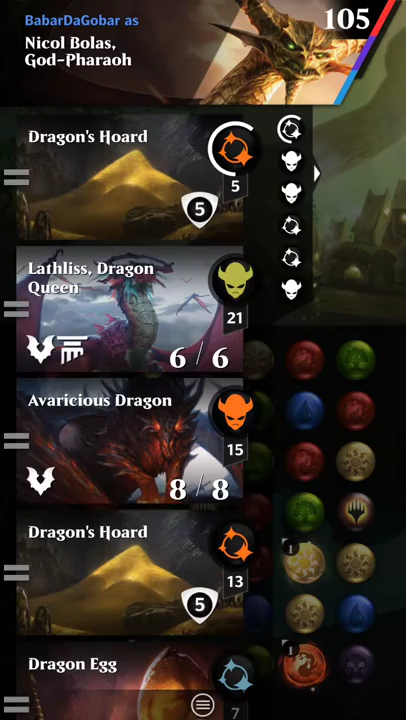 BabarDaGobar as
105
Nicol Bolas,
God-Pharaoh
Dragon's Hoard
5
5
Lathliss, Dragon
Queen
21
6 / 6
Avaricious Dragon
15
8 / 8
Dragon's Hoard
13
5
1
Dragon Egg
1
7